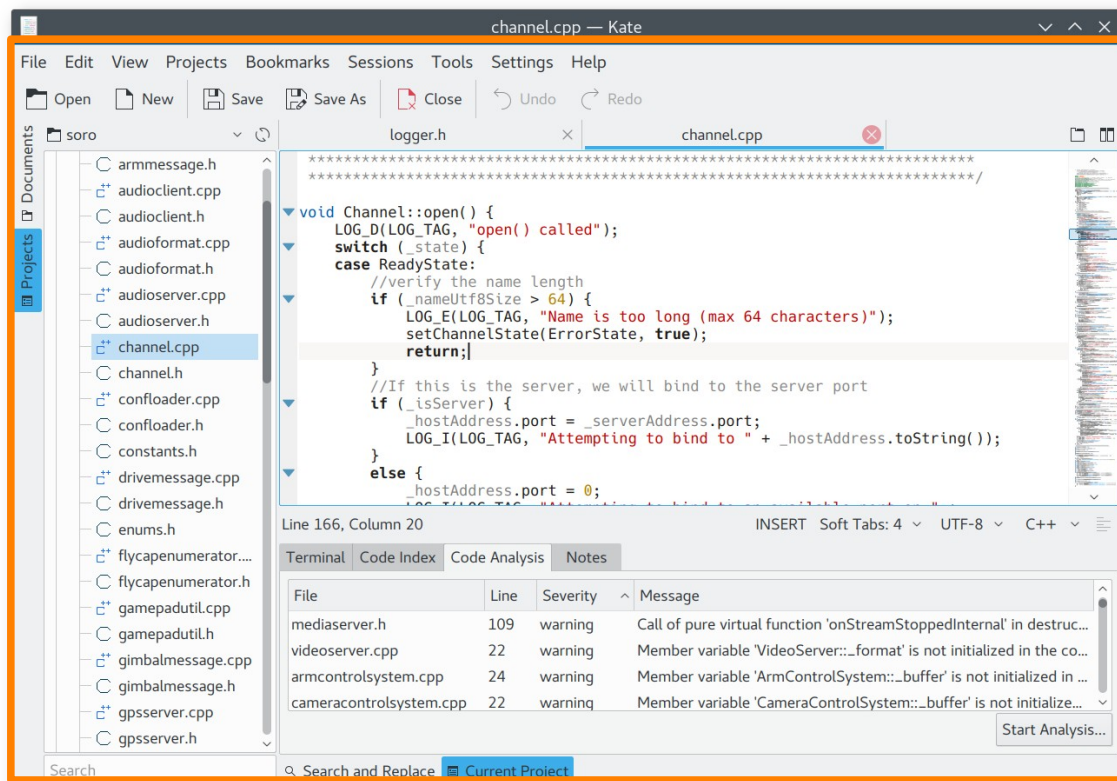 channel.cpp — Kate
File Edit View Projects Bookmarks Sessions Tools Settings Help
Open New Save Save As Close Undo Redo
Documents
Projects
soro
armmessage.h
audioclient.cpp
audioclient.h
audioformat.cpp
audioformat.h
audioserver.cpp
audioserver.h
channel.cpp
channel.h
confloader.cpp
confloader.h
constants.h
drivemessage.cpp
drivemessage.h
enums.h
flycapenumerator....
flycapenumerator.h
gamepadutil.cpp
gamepadutil.h
gimbalmessage.cpp
gimbalmessage.h
gpsserver.cpp
gpsserver.h
Search
logger.h channel.cpp
***************************************************************************
***************************************************************************/
void Channel::open() {
LOG_D(LOG_TAG, "open() called");
switch (_state) {
case ReadyState:
//verify the name length
if (_nameUtf8Size > 64) {
LOG_E(LOG_TAG, "Name is too long (max 64 characters)");
setChannelState(ErrorState, true);
return;
}
//If this is the server, we will bind to the server port
if (_isServer) {
_hostAddress.port = _serverAddress.port;
LOG_I(LOG_TAG, "Attempting to bind to " + _hostAddress.toString());
}
else {
_hostAddress.port = 0;
Line 166, Column 20 INSERT Soft Tabs: 4 UTF-8 C++
Terminal Code Index Code Analysis Notes
File Line Severity Message
mediaserver.h 109 warning Call of pure virtual function 'onStreamStoppedInternal' in destruc...
videoserver.cpp 22 warning Member variable 'VideoServer::_format' is not initialized in the co...
armcontrolsystem.cpp 24 warning Member variable 'ArmControlSystem::_buffer' is not initialized in ...
cameracontrolsystem.cpp 22 warning Member variable 'CameraControlSystem::_buffer' is not initialize...
Start Analysis...
Search and Replace Current Project